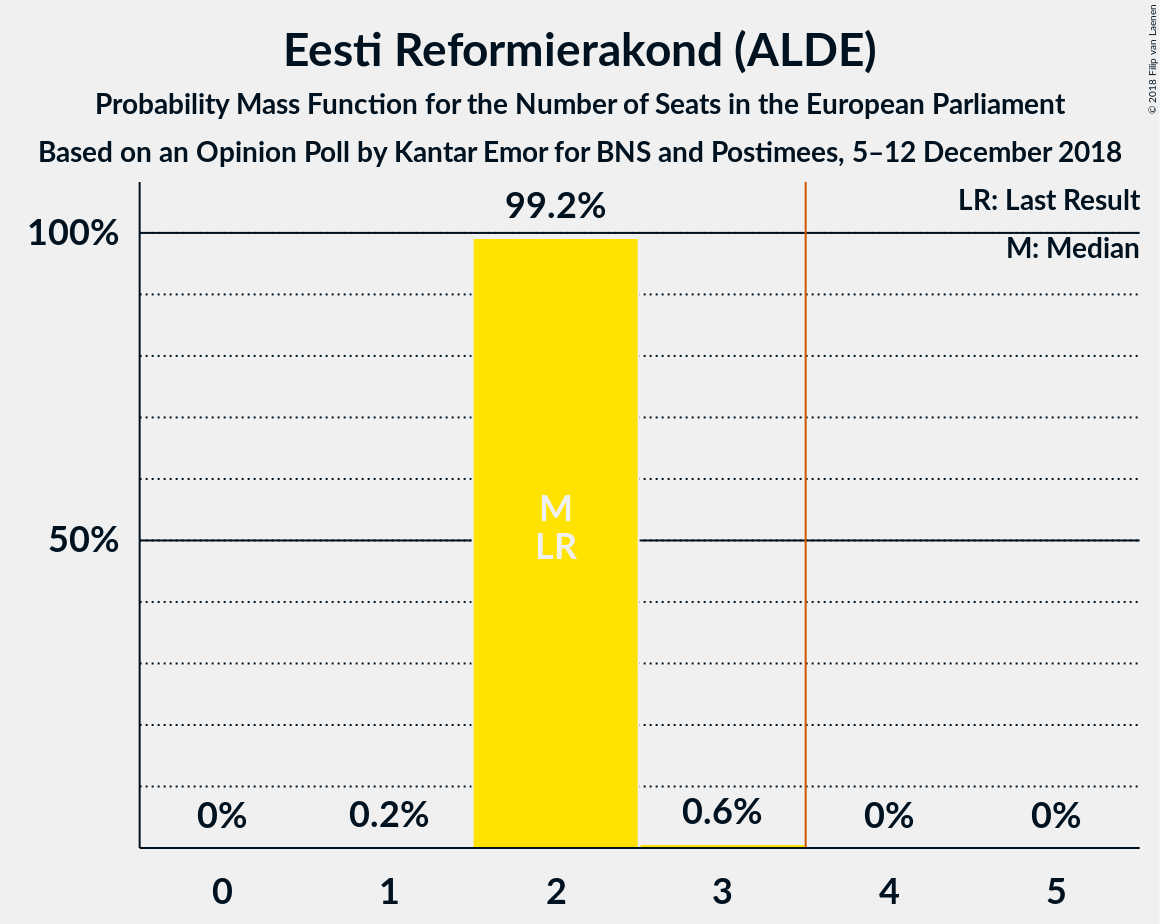 Eesti Reformierakond (ALDE)
Probability Mass Function for the Number of Seats in the European Parliament
Based on an Opinion Poll by Kantar Emor for BNS and Postimees, 5–12 December 2018
© 2018 Filip van Laenen
LR: Last Result
M: Median
99.2%
100%
M
LR
50%
0%
0.2%
0.6%
0%
0%
0
1
2
3
4
5